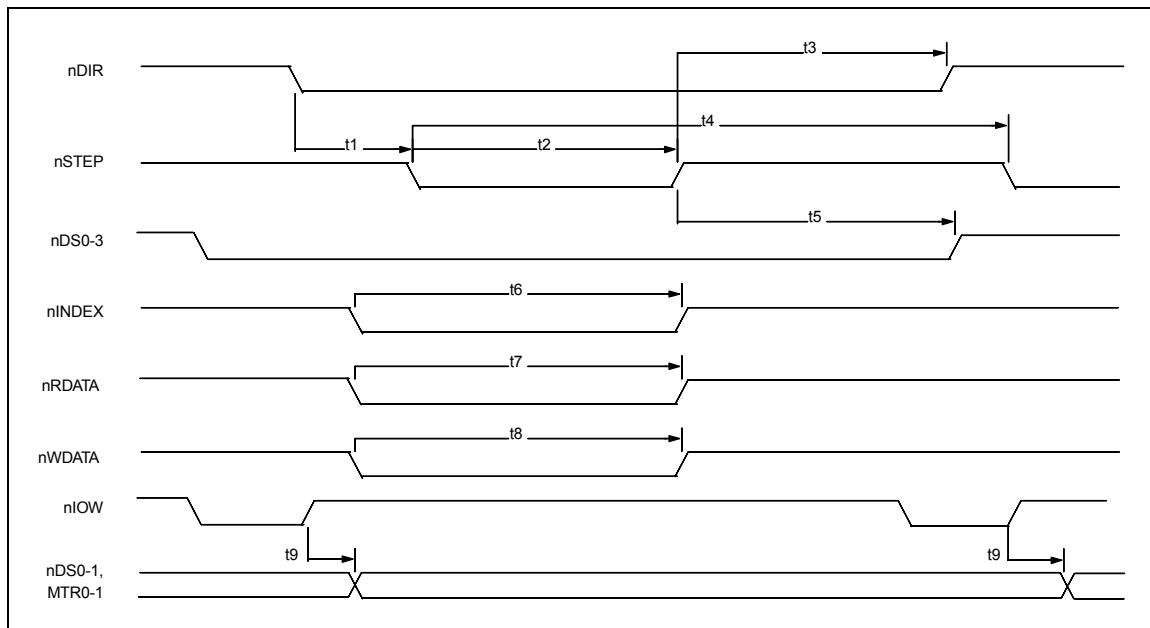 t3
nDIR
t4
t1
t2
nSTEP
t5
nDS0-3
t6
nINDEX
t7
nRDATA
t8
nWDATA
nIOW
t9
t9
nDS0-1,
MTR0-1